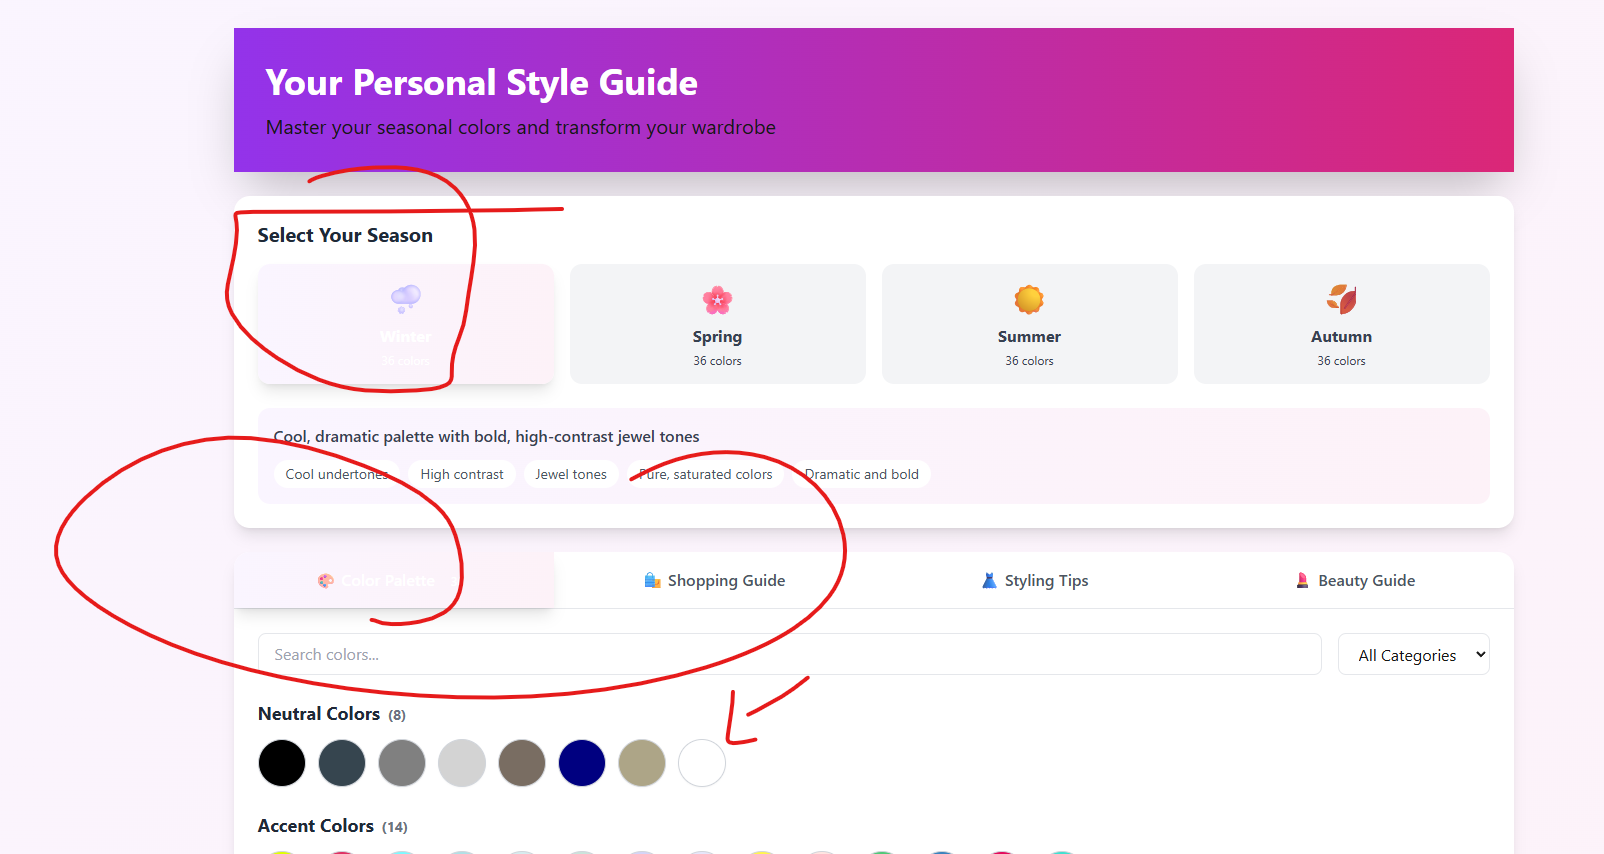 Your Personal Style Guide
Master your seasonal colors and transform your wardrobe
Select Your Season
Winter
36 colors
Spring
36 colors
Summer
36 colors
Autumn
36 colors
Cool, dramatic palette with bold, high-contrast jewel tones
Cool undertones
High contrast
Jewel tones
Pure, saturated colors
Dramatic and bold
Color Palette
Shopping Guide
Styling Tips
Beauty Guide
Search colors...
All Categories
Neutral Colors (8)
Accent Colors (14)